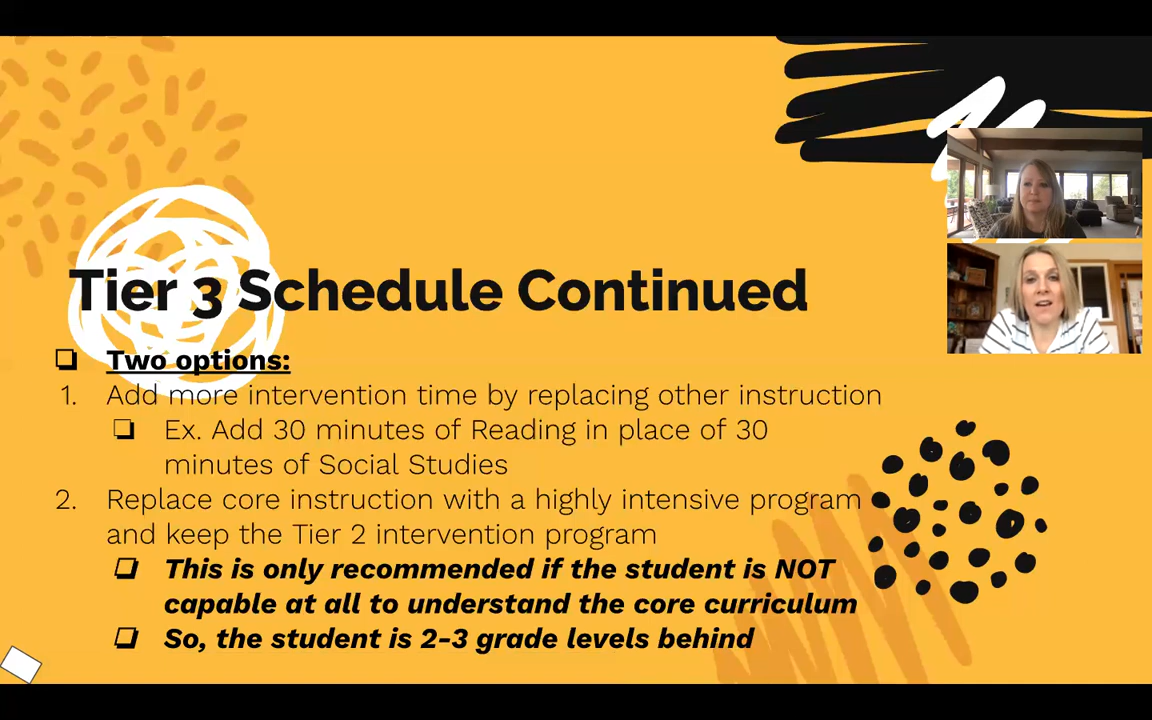 Tier 3 Schedule Continued
Two options:
1. Add more intervention time by replacing other instruction
Ex. Add 30 minutes of Reading in place of 30
minutes of Social Studies
2. Replace core instruction with a highly intensive program
and keep the Tier 2 intervention program
This is only recommended if the student is NOT
capable at all to understand the core curriculum
So, the student is 2-3 grade levels behind